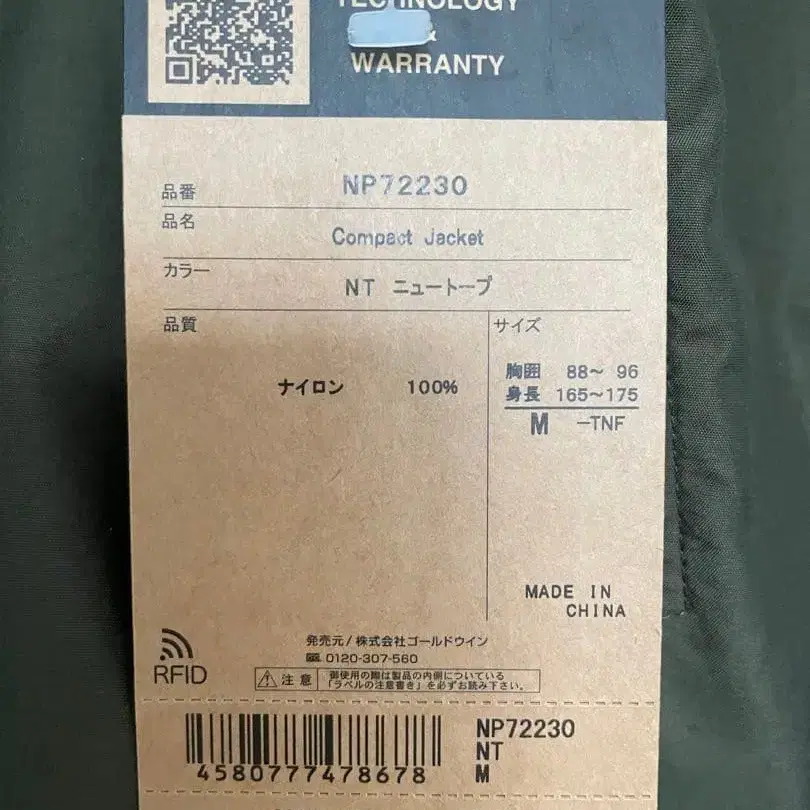 TECHNOLOGY
&
WARRANTY
品番 NP72230
品名
Compact Jacket
カラー
NT ニュートープ
品質
サイズ
ナイロン 100%
胸囲 88～ 96
身長 165～175
M -TNF
MADE IN
CHINA
発売元/株式会社ゴールドウイン
0120-307-560
RFID
注意
御使用の際は製品の内側についている
「ラベルの注意書き」を必ずお読み下さい。
4580777478678
NP72230
NT
M